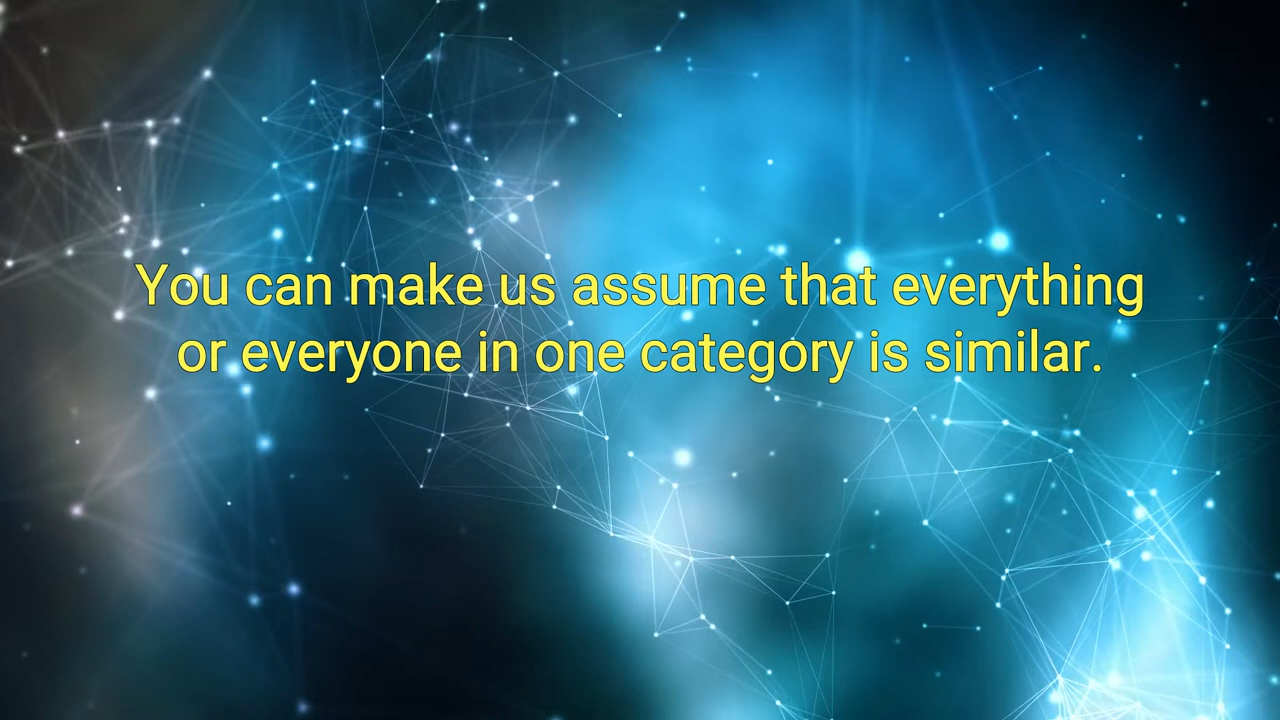 You can make us assume that everything
or everyone in one category is similar.